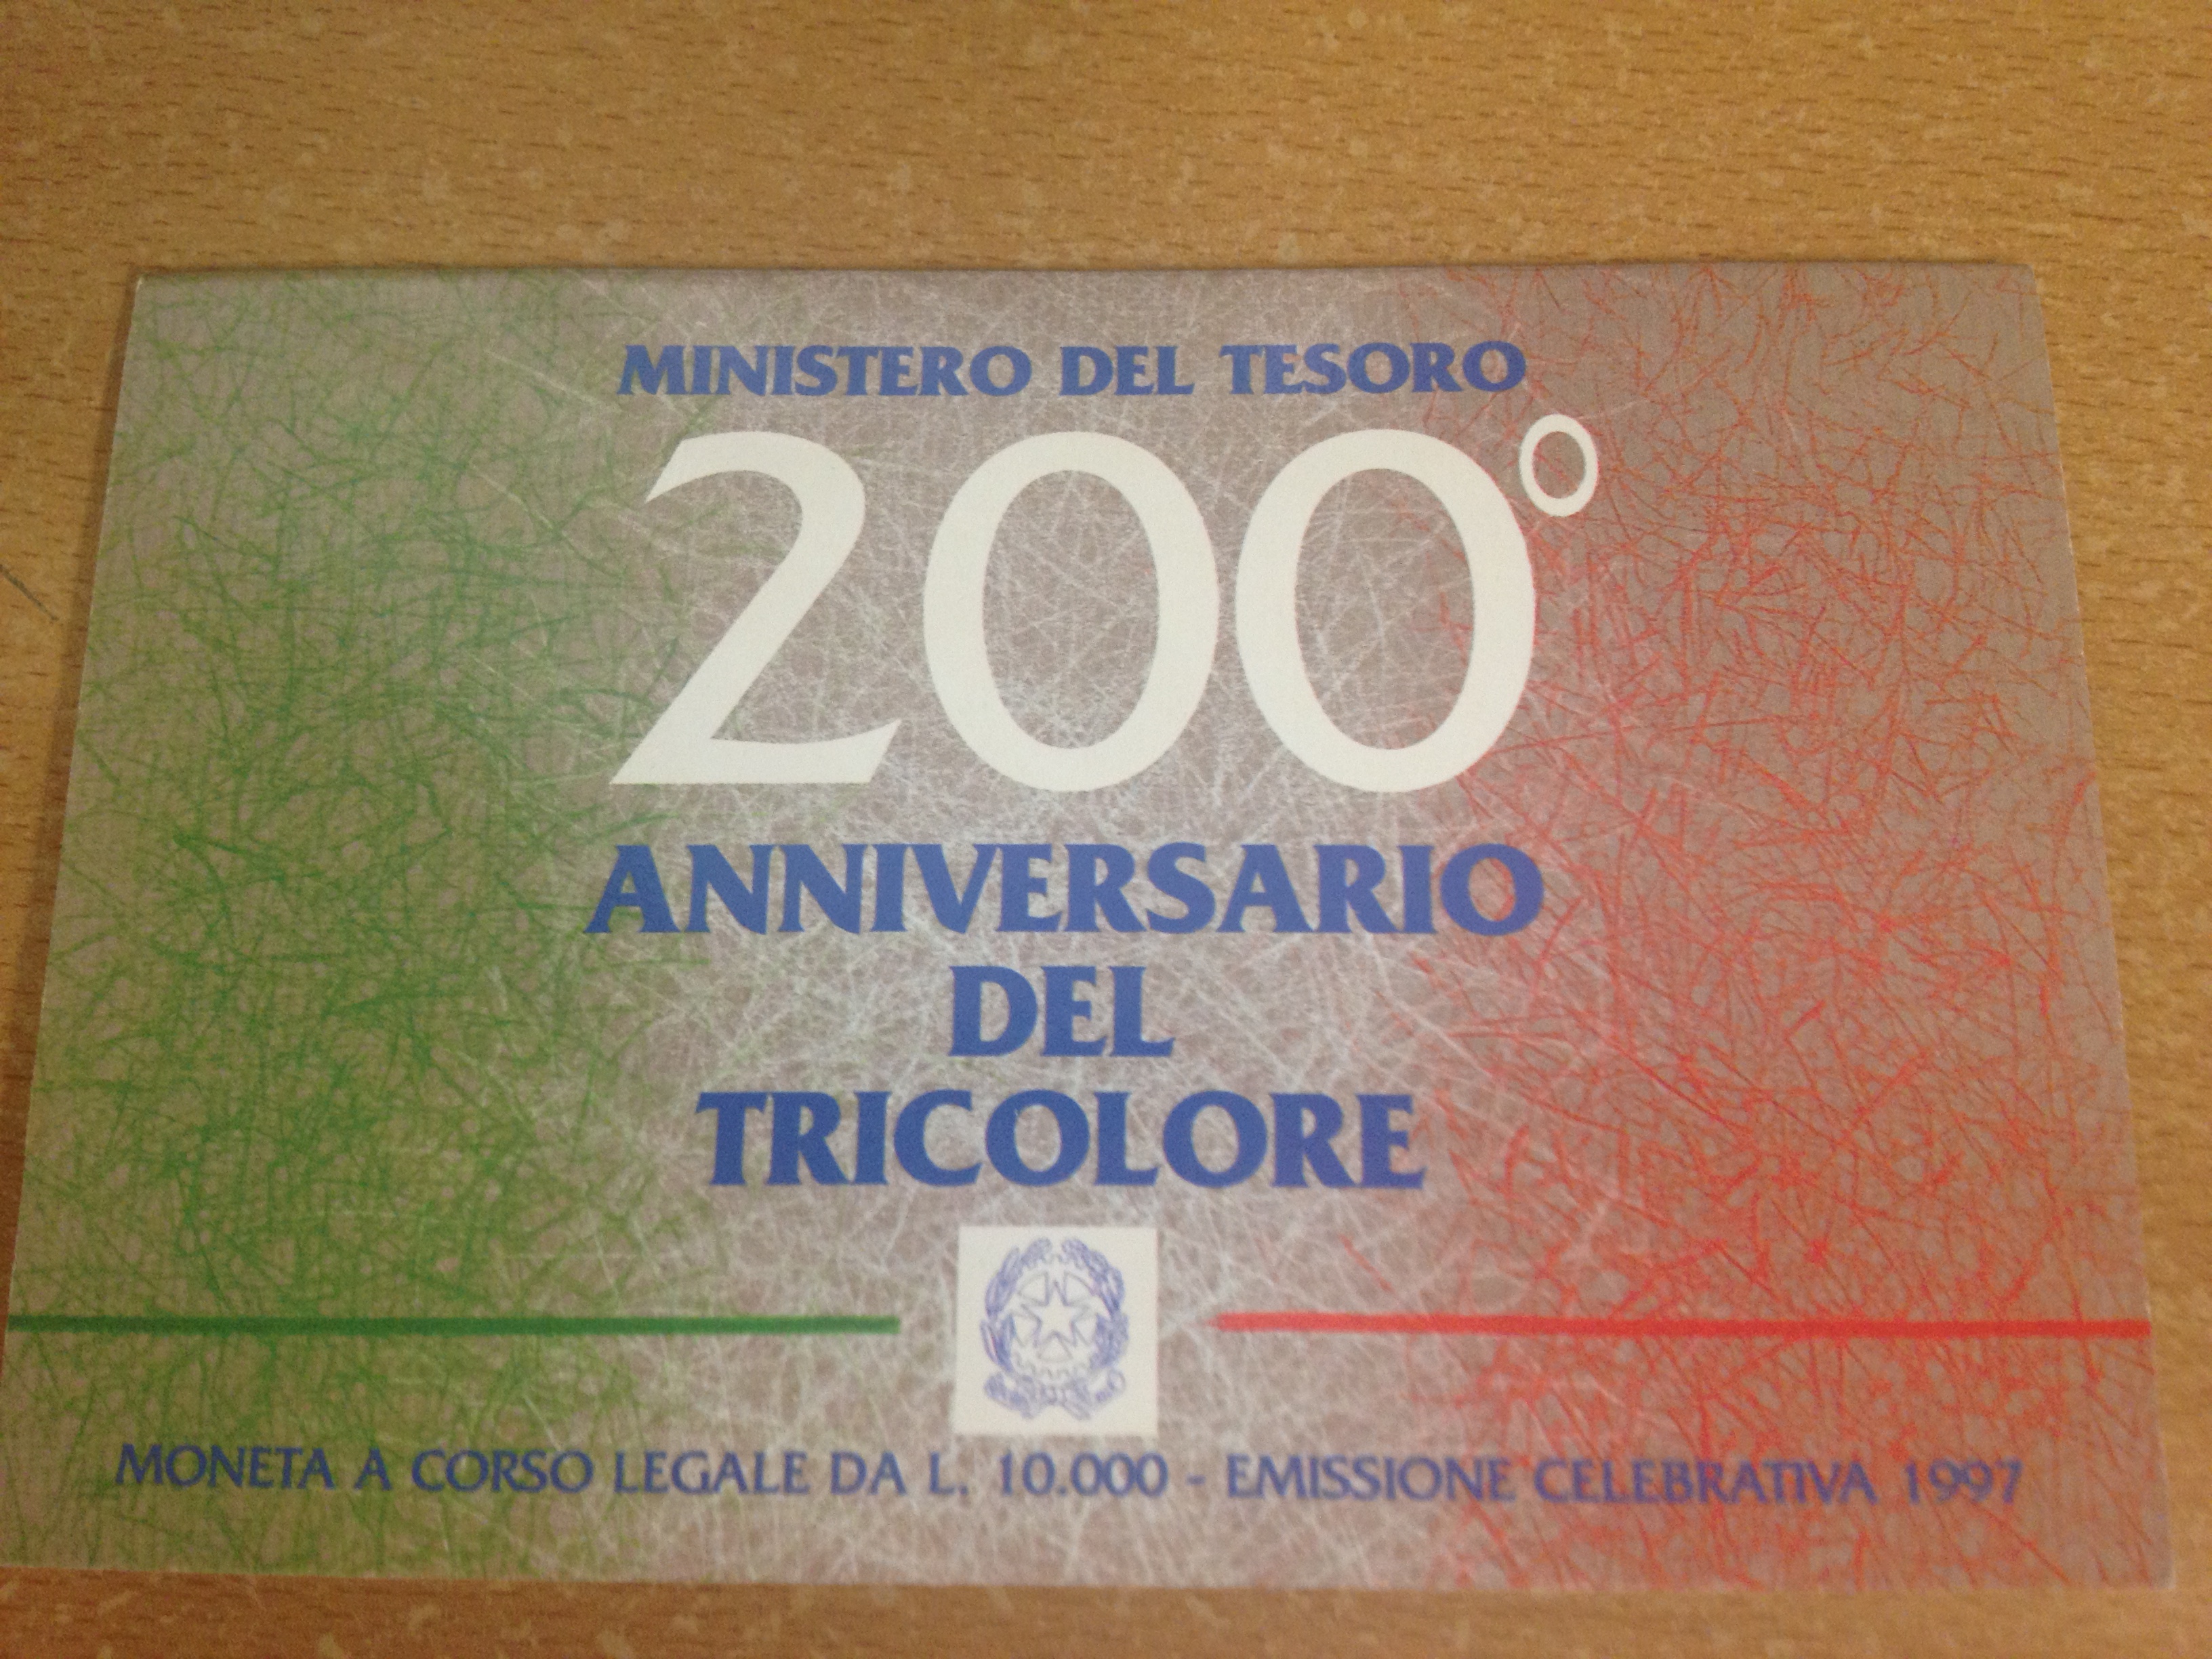 MINISTERO DEL TESORO
200°
ANNIVERSARIO
DEL
TRICOLORE
MONETA A CORSO LEGALE DA L. 10.000 - EMISSIONE CELEBRATIVA 1997